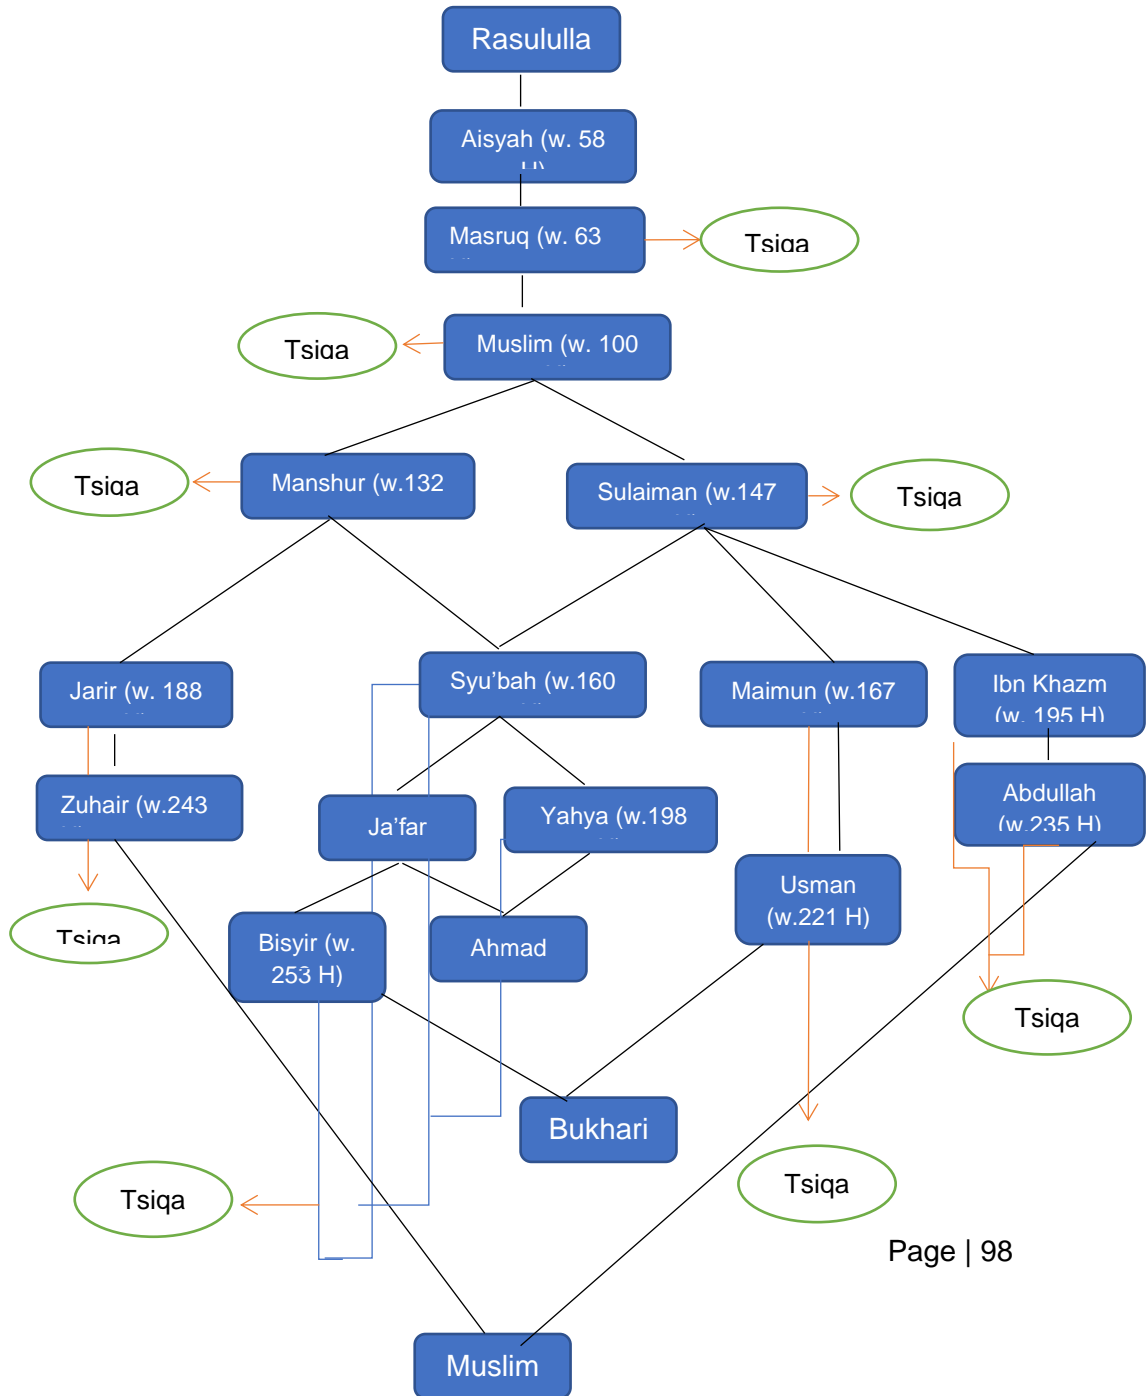 Rasululla
Aisyah (w. 58
Masruq (w. 63
Tsiqa
Muslim (w. 100
Tsiqa
Manshur (w.132
Tsiqa
Sulaiman (w.147
Tsiqa
Jarir (w. 188
Syu'bah (w.160
Maimun (w.167
Ibn Khazm
(w. 195 H)
Zuhair (w.243
Ja'far
Yahya (w.198
Abdullah
(w.235 H)
Usman
(w.221 H)
Tsiqa
Bisyir (w.
253 H)
Ahmad
Tsiqa
Bukhari
Tsiqa
Tsiqa
Page | 98
Muslim